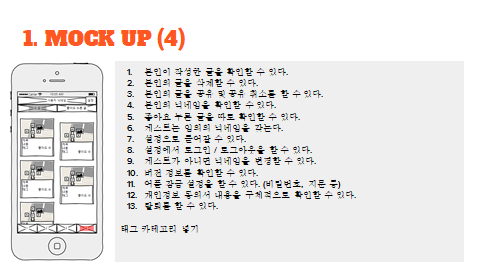 1. MOCK UP (4)
1. 본인이 작성한 글을 확인할 수 있다.
2. 본인의 글을 삭제할 수 있다.
3. 본인의 글을 공유 및 공유 취소를 할 수 있다.
4. 본인의 닉네임을 확인할 수 있다.
5. 좋아요 누른 글을 따로 확인할 수 있다.
6. 게스트는 임의의 닉네임을 갖는다.
7. 설정으로 들어갈 수 있다.
8. 설정에서 로그인 / 로그아웃을 할 수 있다.
9. 게스트가 아니면 닉네임을 변경할 수 있다.
10. 버전 정보를 확인할 수 있다.
11. 어플 잠금 설정을 할 수 있다. (비밀번호, 지문 등)
12. 개인정보 동의서 내용을 구체적으로 확인할 수 있다.
13. 탈퇴를 할 수 있다.
태그 카테고리 넣기